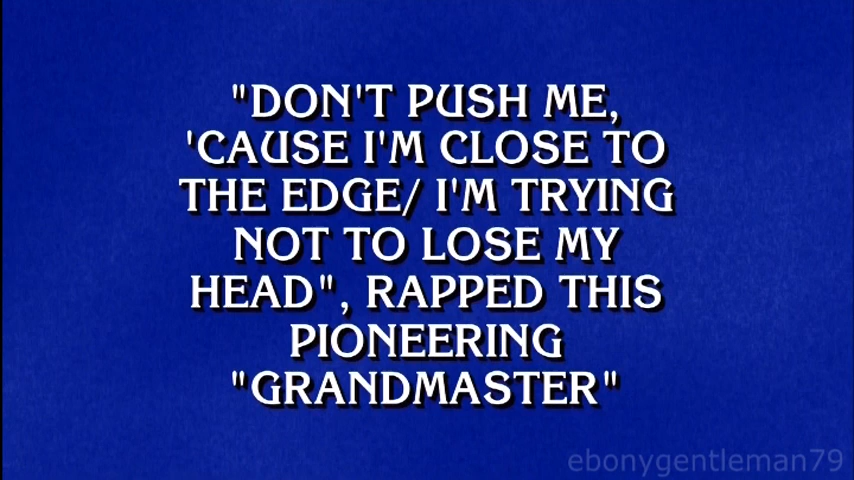 "DON'T PUSH ME,
'CAUSE I'M CLOSE TO
THE EDGE/ I'M TRYING
NOT TO LOSE MY
HEAD", RAPPED THIS
PIONEERING
"GRANDMASTER"
ebonygentleman79